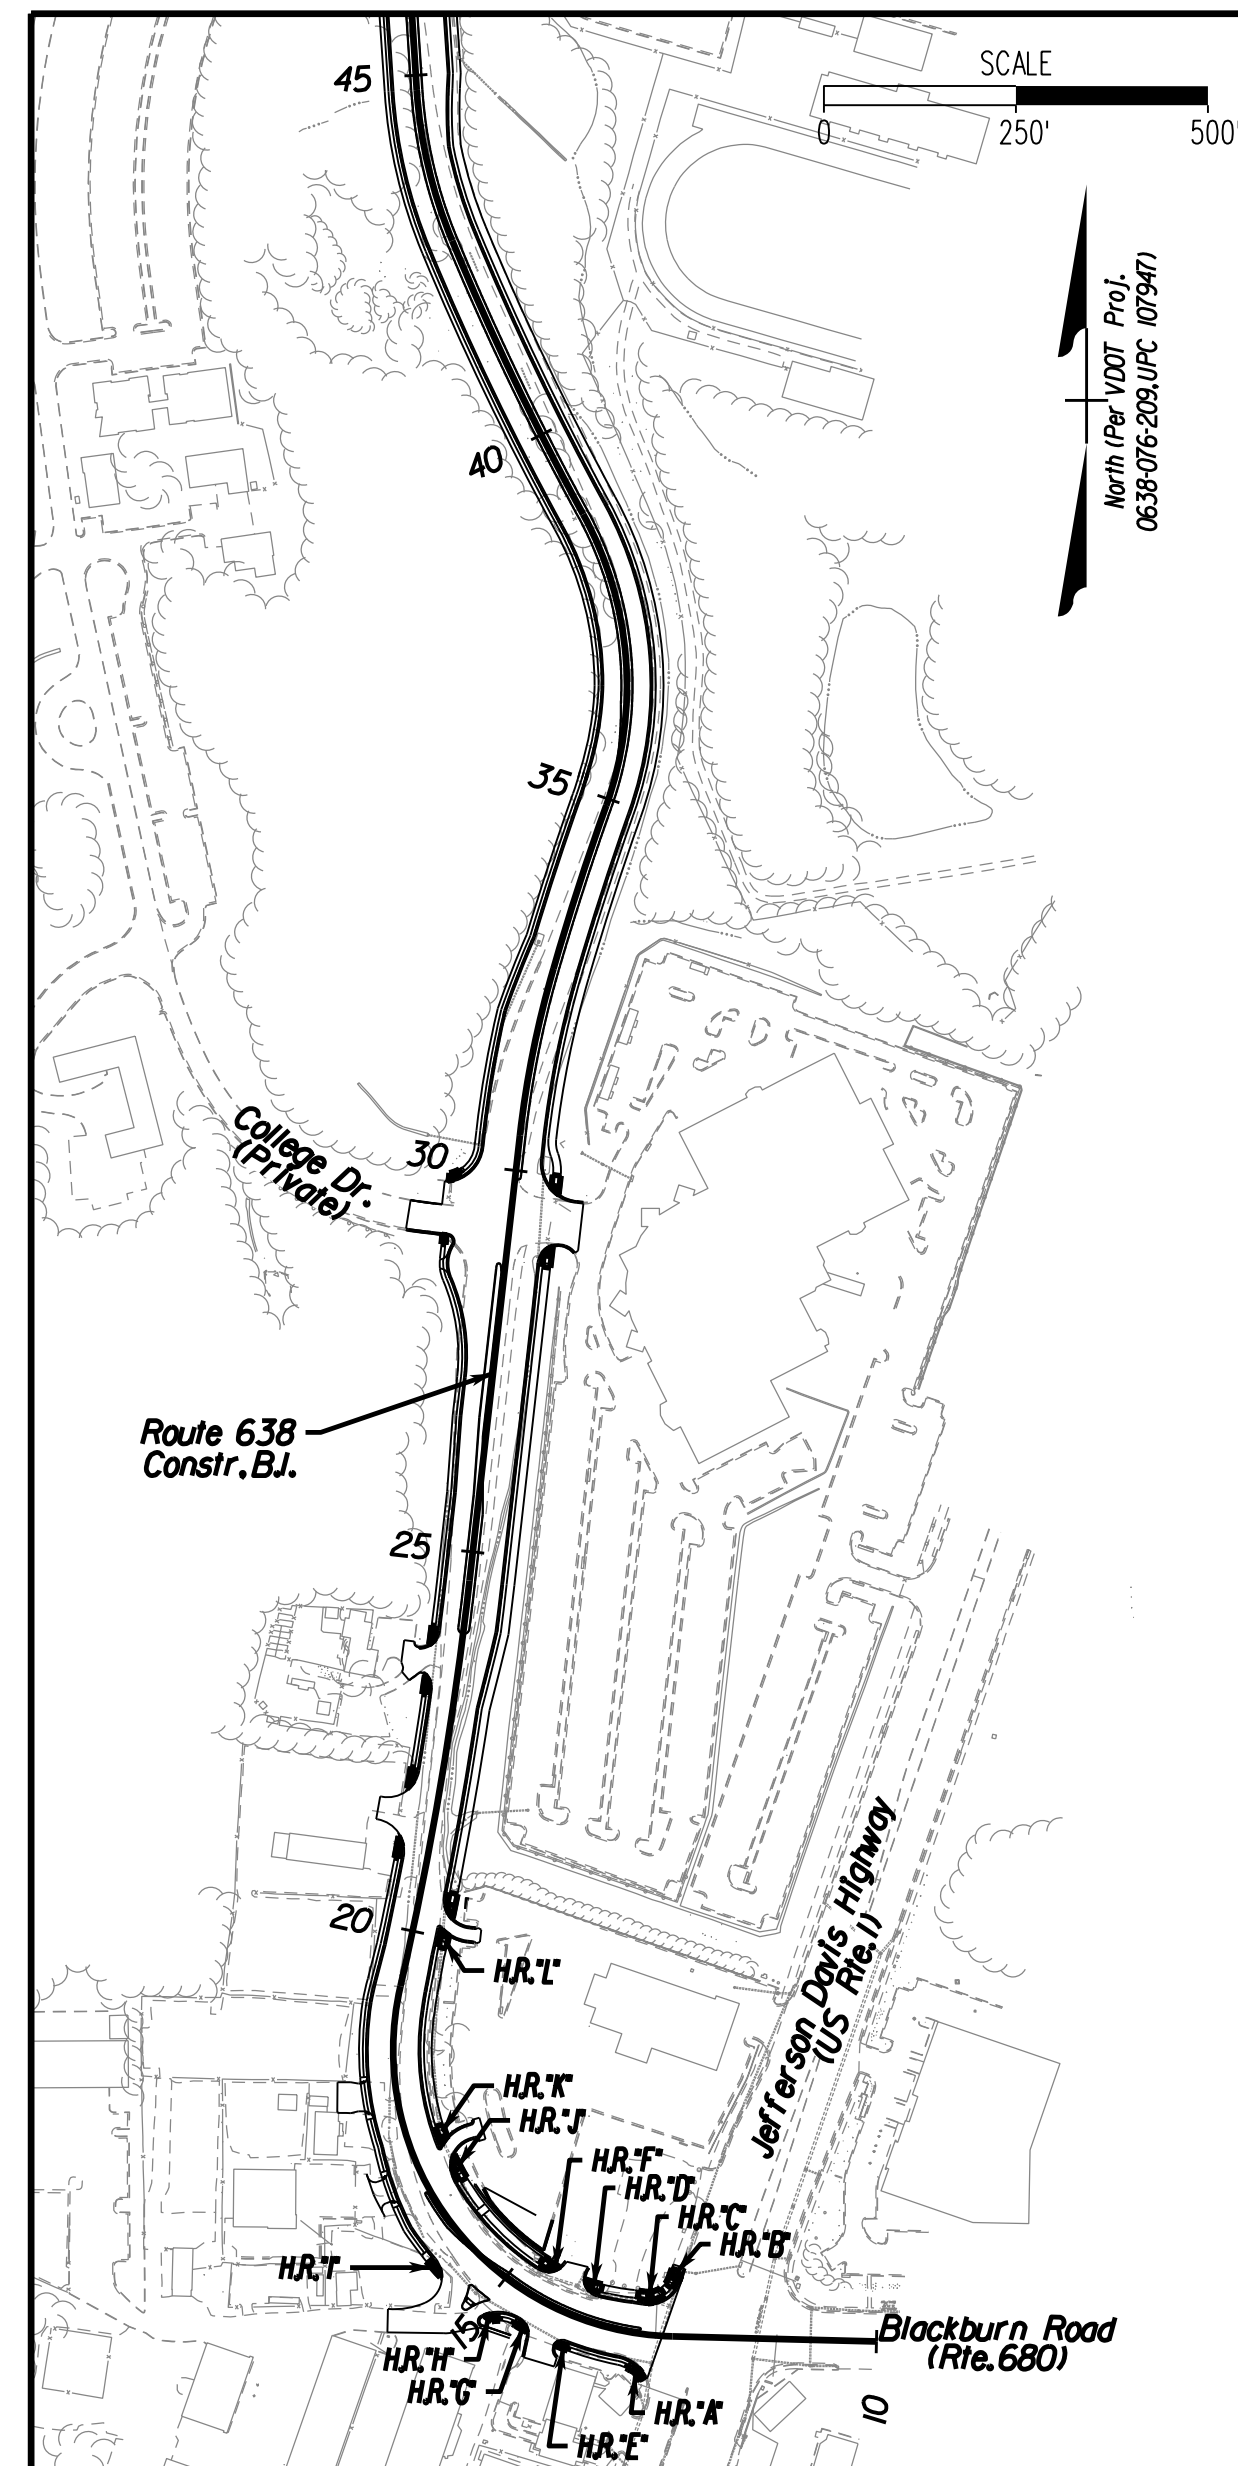 SCALE
0 250' 500'
45
North (Per VDOT Proj.
0638-076-209, UPC 107947)
40
35
College Dr.
(Private)
30
Route 638
Constr. B.l.
25
Jefferson Davis Highway
(US Rte. 1)
20
H.R. "L"
H.R. "K"
H.R. "J"
H.R. "F"
H.R. "D"
H.R. "C"
H.R. "B"
H.R. "I"
15
Blackburn Road
(Rte. 680)
H.R. "H"
H.R. "G"
H.R. "A"
H.R. "E"
10